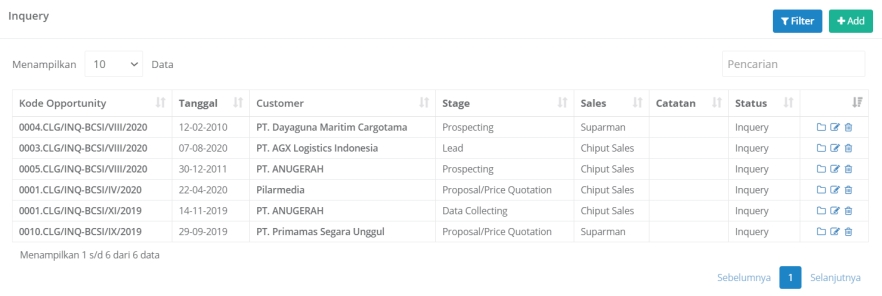 Inquery
Filter + Add
Menampilkan 10 Data Pencarian
Kode Opportunity Tanggal Customer Stage Sales Catatan Status
0004.CLG/INQ-BCSI/VIII/2020 12-02-2010 PT. Dayaguna Maritim Cargotama Prospecting Suparman Inquery
0003.CLG/INQ-BCSI/VIII/2020 07-08-2020 PT. AGX Logistics Indonesia Lead Chiput Sales Inquery
0005.CLG/INQ-BCSI/VIII/2020 30-12-2011 PT. ANUGERAH Prospecting Chiput Sales Inquery
0001.CLG/INQ-BCSI/IV/2020 22-04-2020 Pilarmedia Proposal/Price Quotation Chiput Sales Inquery
0001.CLG/INQ-BCSI/XI/2019 14-11-2019 PT. ANUGERAH Data Collecting Chiput Sales Inquery
0010.CLG/INQ-BCSI/IX/2019 29-09-2019 PT. Primamas Segara Unggul Proposal/Price Quotation Suparman Inquery
Menampilkan 1 s/d 6 dari 6 data
Sebelumnya 1 Selanjutnya